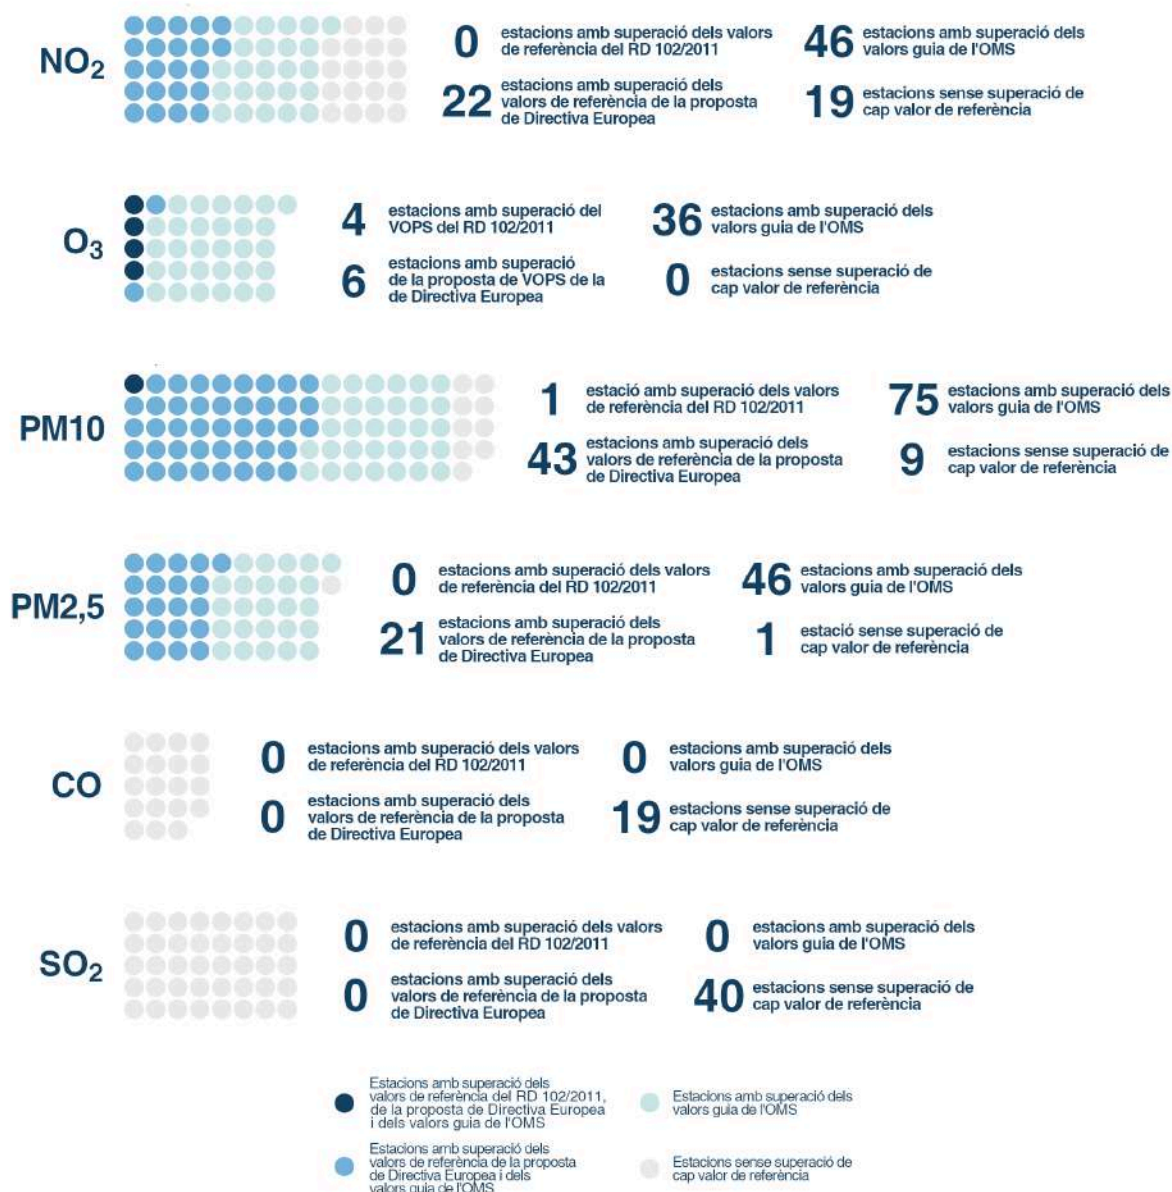 NO₂
0 estacions amb superació dels valors
de referència del RD 102/2011
46 estacions amb superació dels
valors guia de l'OMS
22 estacions amb superació dels
valors de referència de la proposta
de Directiva Europea
19 estacions sense superació de
cap valor de referència
O₃
4 estacions amb superació del
VOPS del RD 102/2011
36 estacions amb superació dels
valors guia de l'OMS
6 estacions amb superació
de la proposta de VOPS de la
de Directiva Europea
0 estacions sense superació de
cap valor de referència
PM10
1 estació amb superació dels valors
de referència del RD 102/2011
75 estacions amb superació dels
valors guia de l'OMS
43 estacions amb superació dels
valors de referència de la proposta
de Directiva Europea
9 estacions sense superació de
cap valor de referència
PM2,5
0 estacions amb superació dels valors
de referència del RD 102/2011
46 estacions amb superació dels
valors guia de l'OMS
21 estacions amb superació dels
valors de referència de la proposta
de Directiva Europea
1 estació sense superació de
cap valor de referència
CO
0 estacions amb superació dels valors
de referència del RD 102/2011
0 estacions amb superació dels
valors guia de l'OMS
0 estacions amb superació dels
valors de referència de la proposta
de Directiva Europea
19 estacions sense superació de
cap valor de referència
SO₂
0 estacions amb superació dels valors
de referència del RD 102/2011
0 estacions amb superació dels
valors guia de l'OMS
0 estacions amb superació dels
valors de referència de la proposta
de Directiva Europea
40 estacions sense superació de
cap valor de referència
Estacions amb superació dels
valors de referència del RD 102/2011,
de la proposta de Directiva Europea
i dels valors guia de l'OMS
Estacions amb superació dels
valors guia de l'OMS
Estacions amb superació dels
valors de referència de la proposta
de Directiva Europea i dels
valors guia de l'OMS
Estacions sense superació de
cap valor de referència